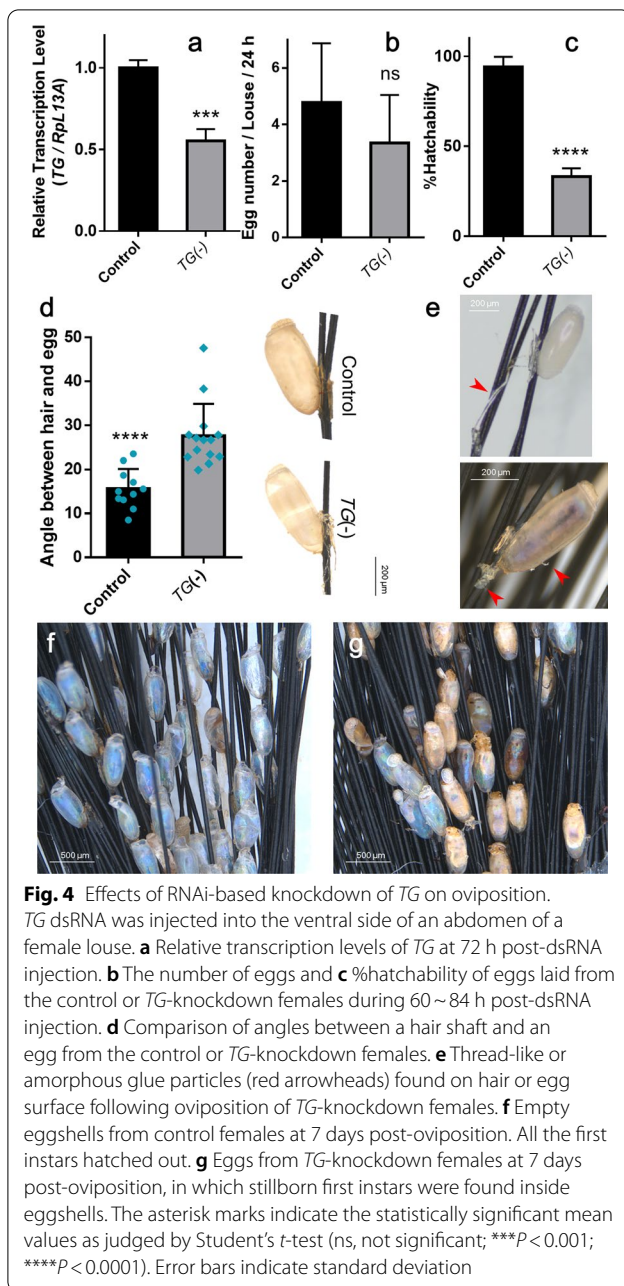 a
Relative Transcription Level
(TG / RpL13A)
1.0
0.5
0.0
***
Control
TG(-)
b
Egg number / Louse / 24 h
6
4
2
0
ns
Control
TG(-)
c
%Hatchability
100
50
0
****
Control
TG(-)
d
Angle between hair and egg
50
40
30
20
10
0
****
Control
TG(-)
Control
TG(-)
200 µm
e
200 µm
200 µm
f
500 µm
g
500 µm
Fig. 4 Effects of RNAi-based knockdown of TG on oviposition.
TG dsRNA was injected into the ventral side of an abdomen of a
female louse. a Relative transcription levels of TG at 72 h post-dsRNA
injection. b The number of eggs and c %hatchability of eggs laid from
the control or TG-knockdown females during 60 ~ 84 h post-dsRNA
injection. d Comparison of angles between a hair shaft and an
egg from the control or TG-knockdown females. e Thread-like or
amorphous glue particles (red arrowheads) found on hair or egg
surface following oviposition of TG-knockdown females. f Empty
eggshells from control females at 7 days post-oviposition. All the first
instars hatched out. g Eggs from TG-knockdown females at 7 days
post-oviposition, in which stillborn first instars were found inside
eggshells. The asterisk marks indicate the statistically significant mean
values as judged by Student's t-test (ns, not significant; ***P < 0.001;
****P < 0.0001). Error bars indicate standard deviation